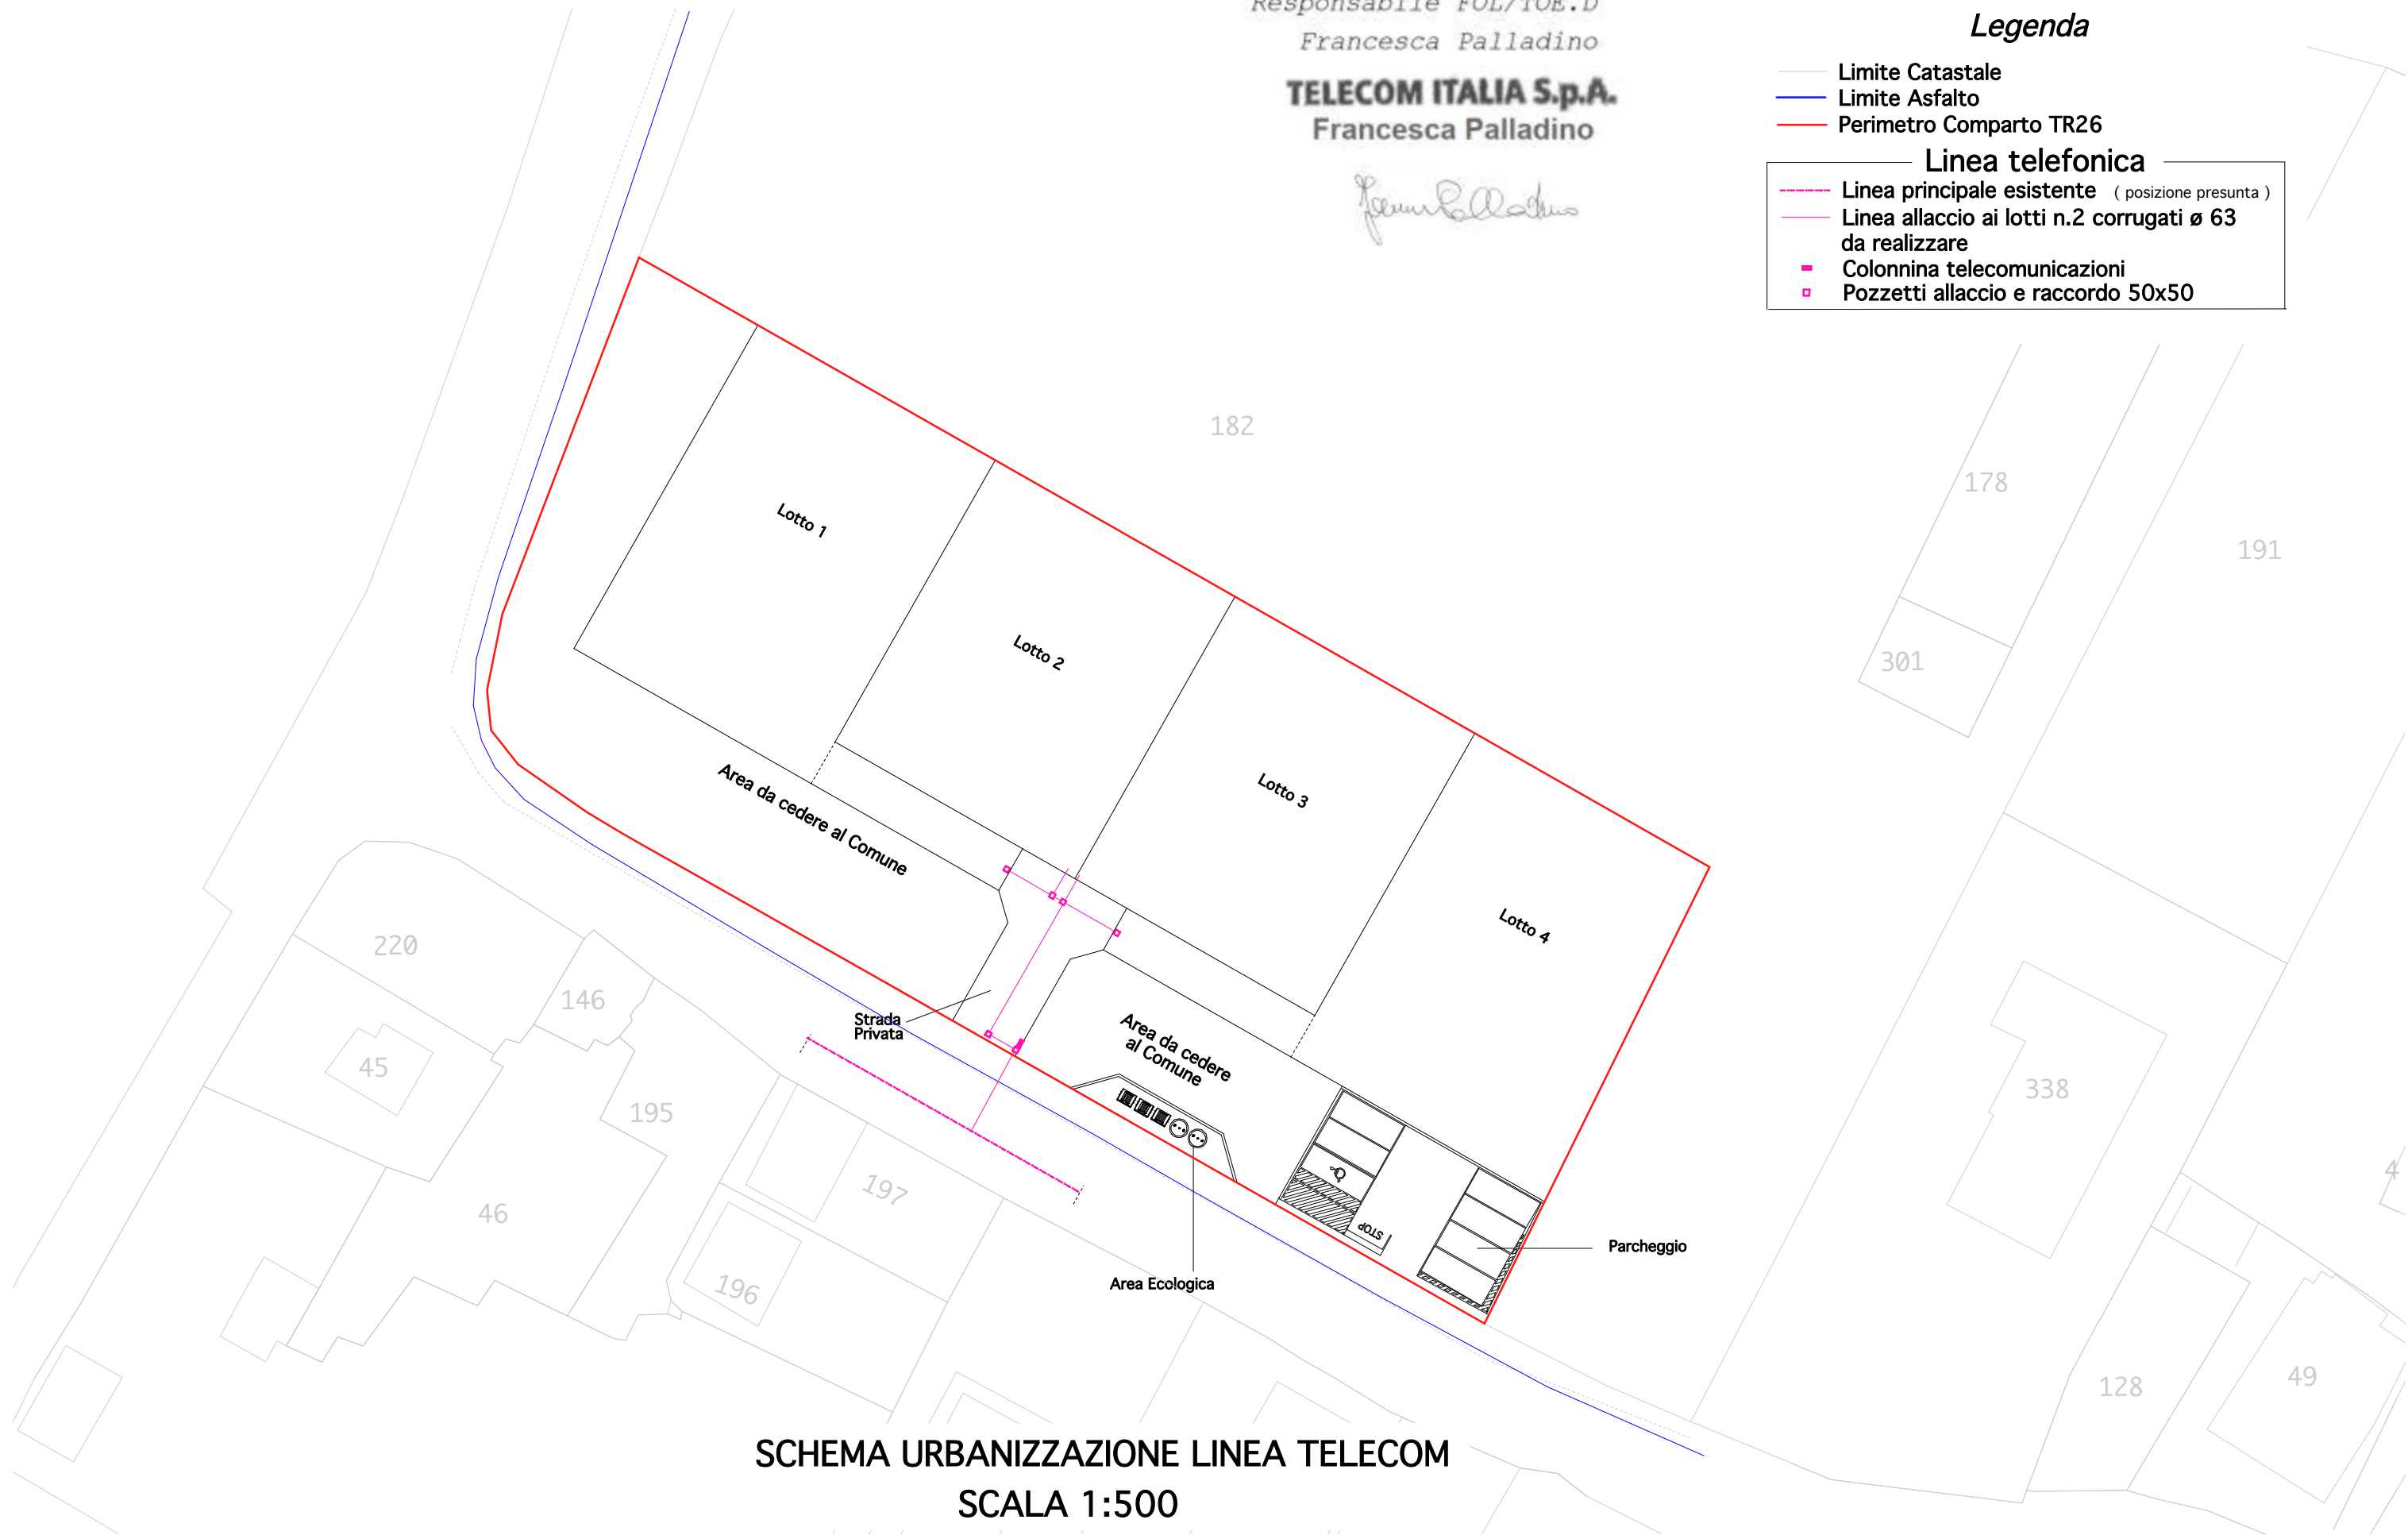 Responsabile FOL/TOE.D
Francesca Palladino
TELECOM ITALIA S.p.A.
Francesca Palladino
Legenda
Limite Catastale
Limite Asfalto
Perimetro Comparto TR26
Linea telefonica
Linea principale esistente ( posizione presunta )
Linea allaccio ai lotti n.2 corrugati ø 63
da realizzare
Colonnina telecomunicazioni
Pozzetti allaccio e raccordo 50x50
182
178
191
301
Lotto 1
Lotto 2
Lotto 3
Lotto 4
Area da cedere al Comune
220
146
45
195
46
197
196
Strada
Privata
Area da cedere
al Comune
STOP
Parcheggio
Area Ecologica
338
4
128
49
SCHEMA URBANIZZAZIONE LINEA TELECOM
SCALA 1:500